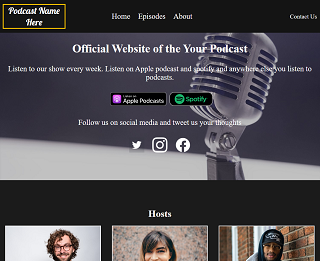 Podcast Name
Here
Home Episodes About
Contact Us
Official Website of the Your Podcast
Listen to our show every week. Listen on Apple podcast and spotify and anywhere else you listen to
podcasts.
Listen on
Apple Podcasts
Spotify
Follow us on social media and tweet us your thoughts
Hosts